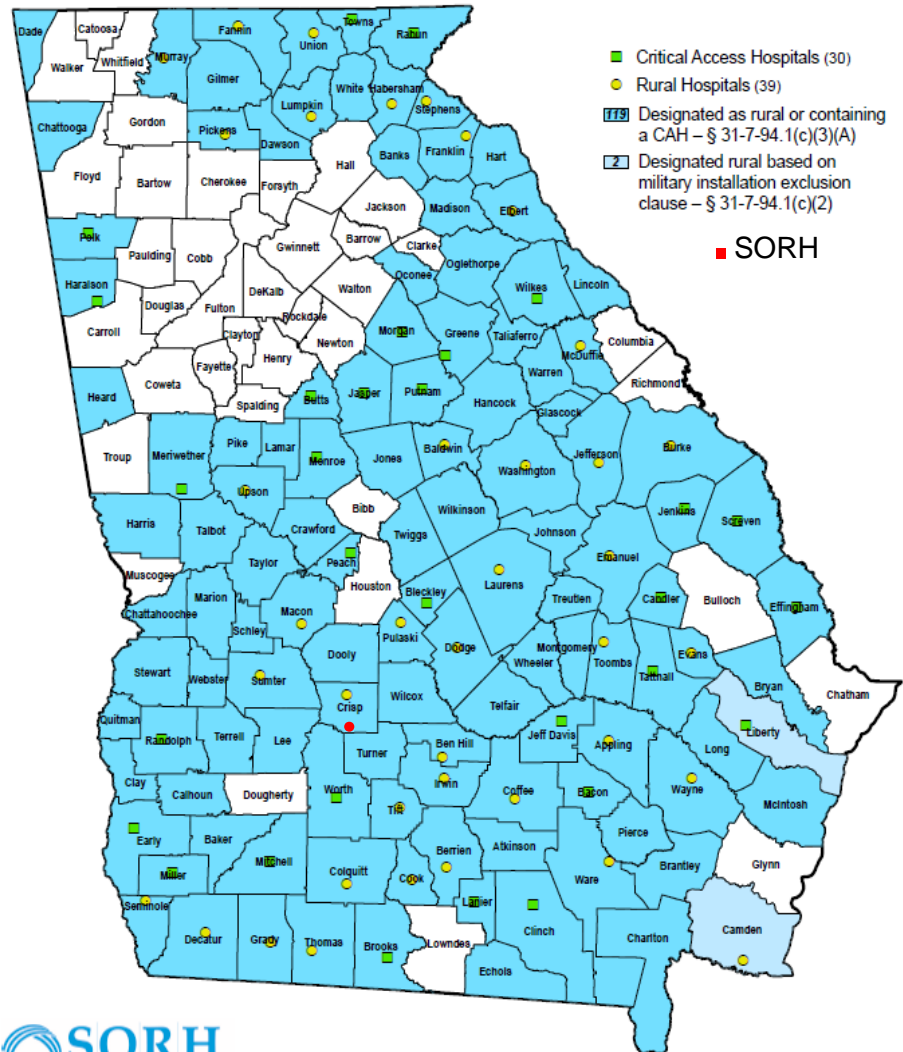 Dade
Catoosa
Walker
Whitfield
Murray
Fannin
Union
Towns
Rabun
Gilmer
White
Habersham
Stephens
Lumpkin
Chattooga
Gordon
Pickens
Dawson
Banks
Franklin
Hart
Hall
Floyd
Bartow
Cherokee
Forsyth
Jackson
Madison
Elbert
Critical Access Hospitals (30)
Rural Hospitals (39)
119 Designated as rural or containing
a CAH – § 31-7-94.1(c)(3)(A)
2 Designated rural based on
military installation exclusion
clause – § 31-7-94.1(c)(2)
SORH
Polk
Paulding
Cobb
Gwinnett
Barrow
Clarke
Oconee
Oglethorpe
Wilkes
Lincoln
Haralson
Douglas
Fulton
DeKalb
Walton
Rockdale
Carroll
Clayton
Newton
Morgan
Greene
Taliaferro
McDuffie
Columbia
Warren
Richmond
Heard
Coweta
Fayette
Henry
Spalding
Butts
Jasper
Putnam
Hancock
Glascock
Troup
Meriwether
Pike
Lamar
Monroe
Jones
Baldwin
Washington
Jefferson
Burke
Upson
Bibb
Wilkinson
Jenkins
Screven
Harris
Talbot
Crawford
Twiggs
Johnson
Emanuel
Taylor
Peach
Muscogee
Houston
Bleckley
Laurens
Treutlen
Candler
Bulloch
Effingham
Chattahoochee
Marion
Macon
Schley
Pulaski
Dodge
Montgomery
Wheeler
Toombs
Evans
Tattnall
Stewart
Webster
Sumter
Dooly
Wilcox
Telfair
Bryan
Chatham
Crisp
Quitman
Randolph
Terrell
Lee
Turner
Ben Hill
Jeff Davis
Appling
Long
Liberty
Clay
Calhoun
Dougherty
Worth
Tift
Irwin
Coffee
Bacon
Wayne
McIntosh
Early
Baker
Mitchell
Miller
Colquitt
Cook
Berrien
Atkinson
Pierce
Ware
Brantley
Glynn
Seminole
Decatur
Grady
Thomas
Brooks
Lowndes
Lanier
Clinch
Echols
Charlton
Camden
SORH